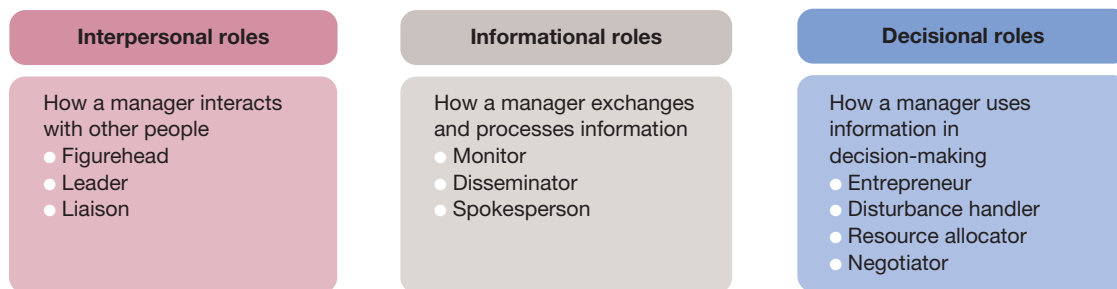 Interpersonal roles
How a manager interacts
with other people
Figurehead
Leader
Liaison
Informational roles
How a manager exchanges
and processes information
Monitor
Disseminator
Spokesperson
Decisional roles
How a manager uses
information in
decision-making
Entrepreneur
Disturbance handler
Resource allocator
Negotiator